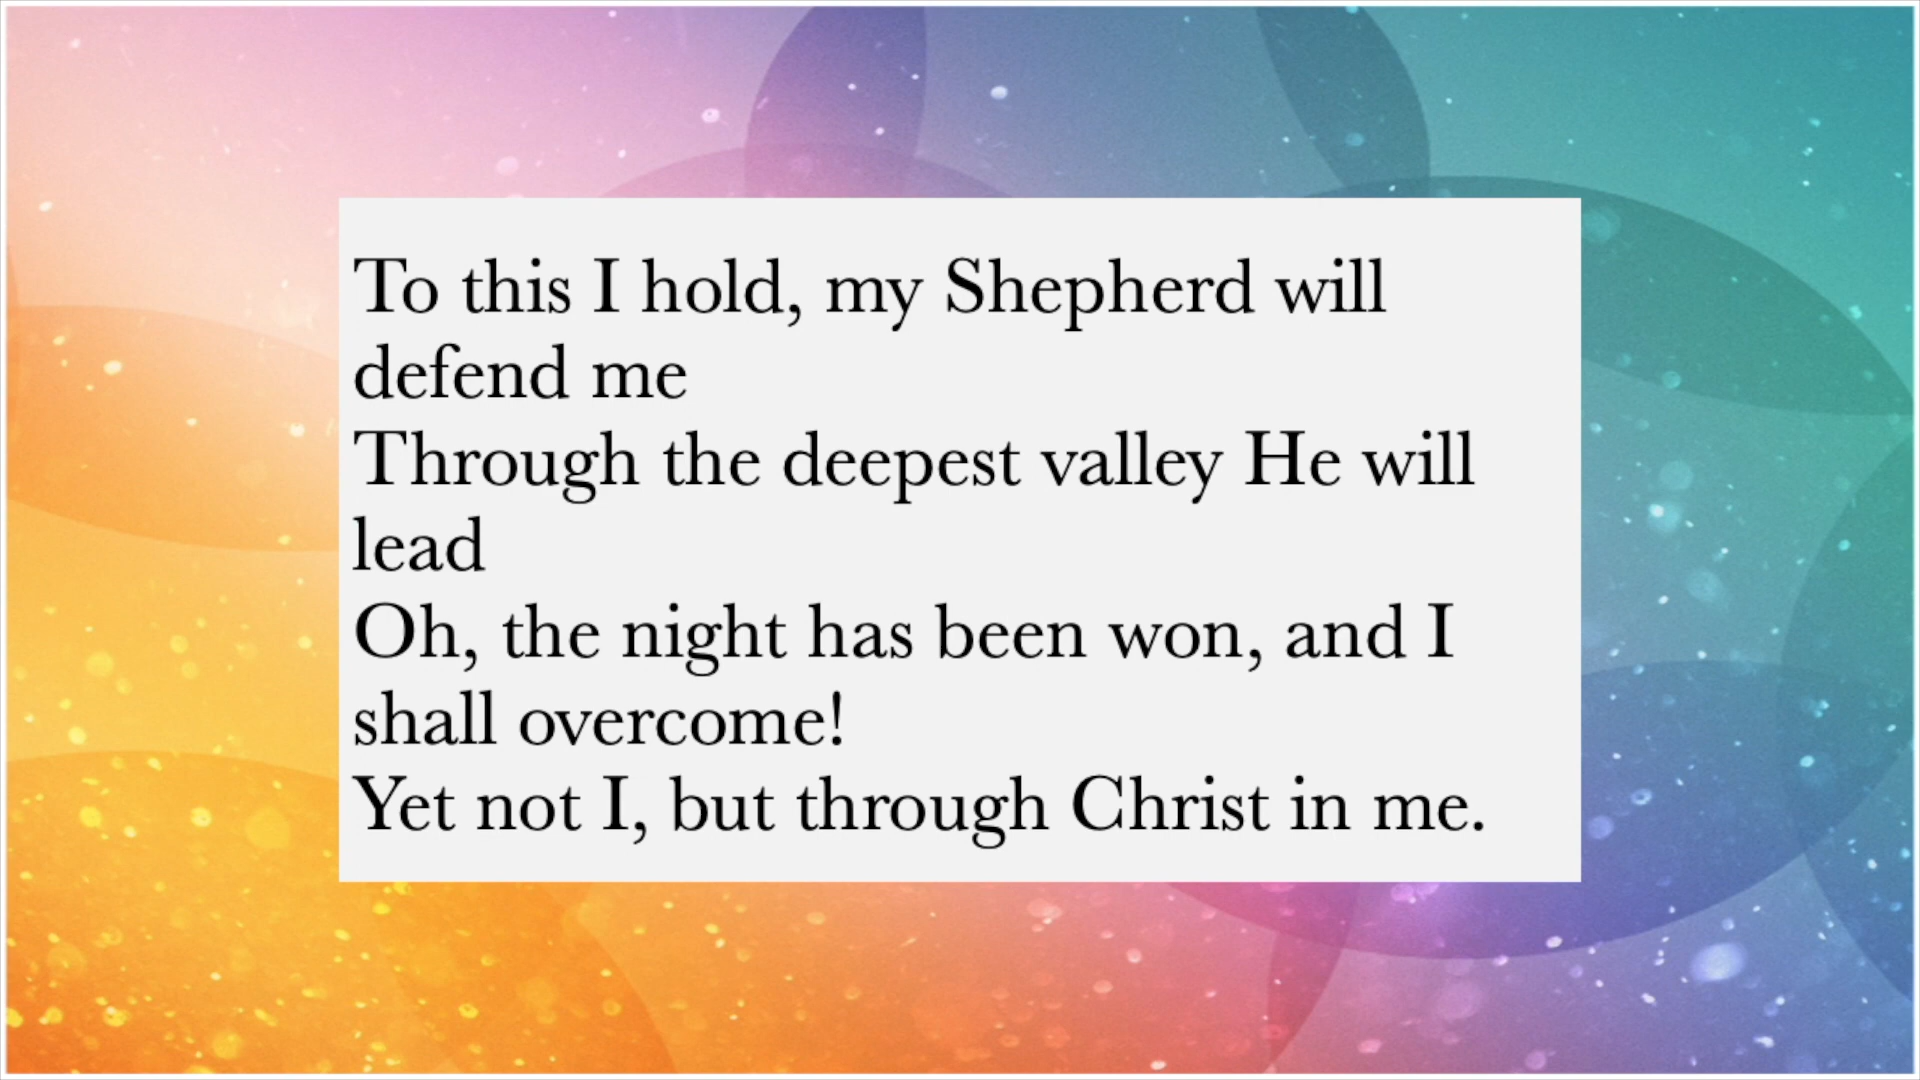 To this I hold, my Shepherd will
defend me
Through the deepest valley He will
lead
Oh, the night has been won, and I
shall overcome!
Yet not I, but through Christ in me.